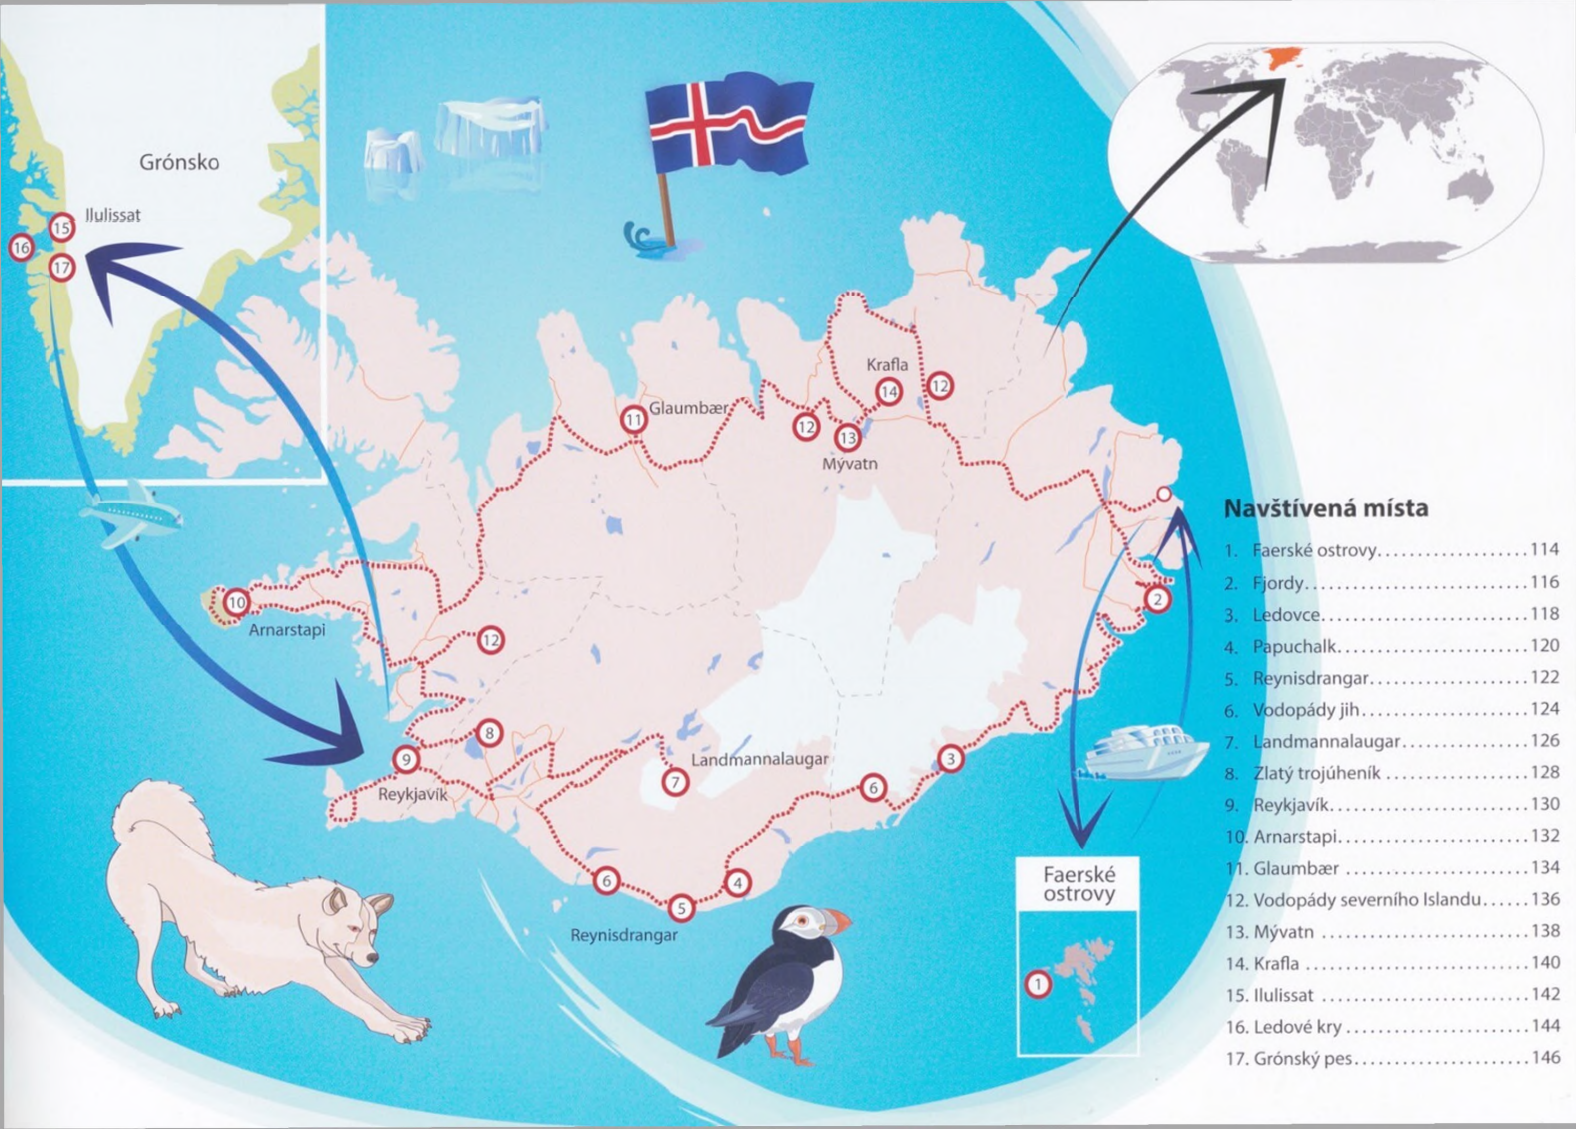 Grónsko
Ilulissat
15
16
17
Krafla
14
12
11
Glaumbær
12
13
Mývatn
10
Arnarstapi
12
2
8
9
Reykjavík
Landmannalaugar
7
3
6
6
4
5
Reynisdrangar
Faerské
ostrovy
1
Navštívená místa
1. Faerské ostrovy....................114
2. Fjordy..............................116
3. Ledovce............................118
4. Papuchalk..........................120
5. Reynisdrangar.....................122
6. Vodopády jih.......................124
7. Landmannalaugar.................126
8. Zlatý trojúheník...................128
9. Reykjavík...........................130
10. Arnarstapi.........................132
11. Glaumbær.........................134
12. Vodopády severního Islandu......136
13. Mývatn............................138
14. Krafla..............................140
15. Ilulissat............................142
16. Ledové kry........................144
17. Grónský pes.......................146